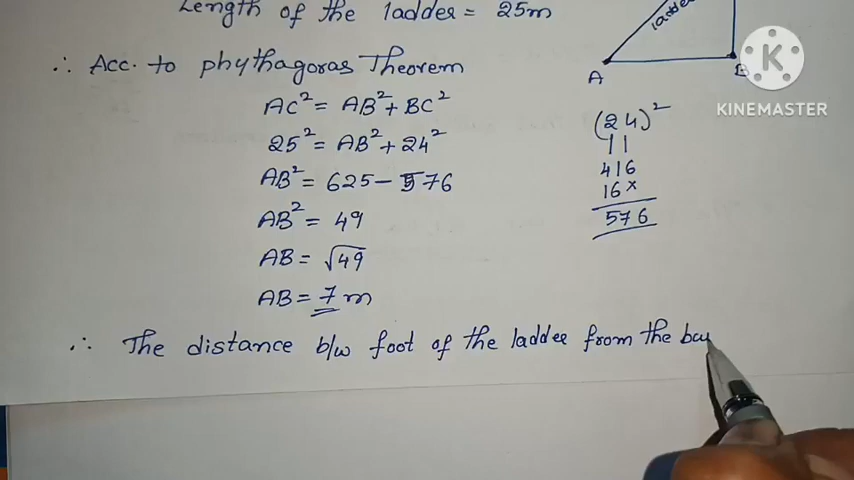 Length of the ladder = 25m
ladder
∴ Acc. to phythagoras Theorem
A
B
AC² = AB² + BC²
25² = AB² + 24²
AB² = 625 - 576
AB² = 49
AB = √49
AB = 7 m
(24)²
11
416
16×
576
∴ The distance b/w foot of the ladder from the
K
KINEMASTER